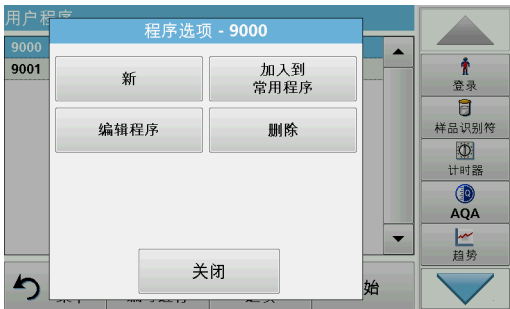 用户程
程序选项 - 9000
9000
9001
新
加入到
常用程序
编辑程序
删除
关闭
始
登录
样品识别符
计时器
AQA
趋势